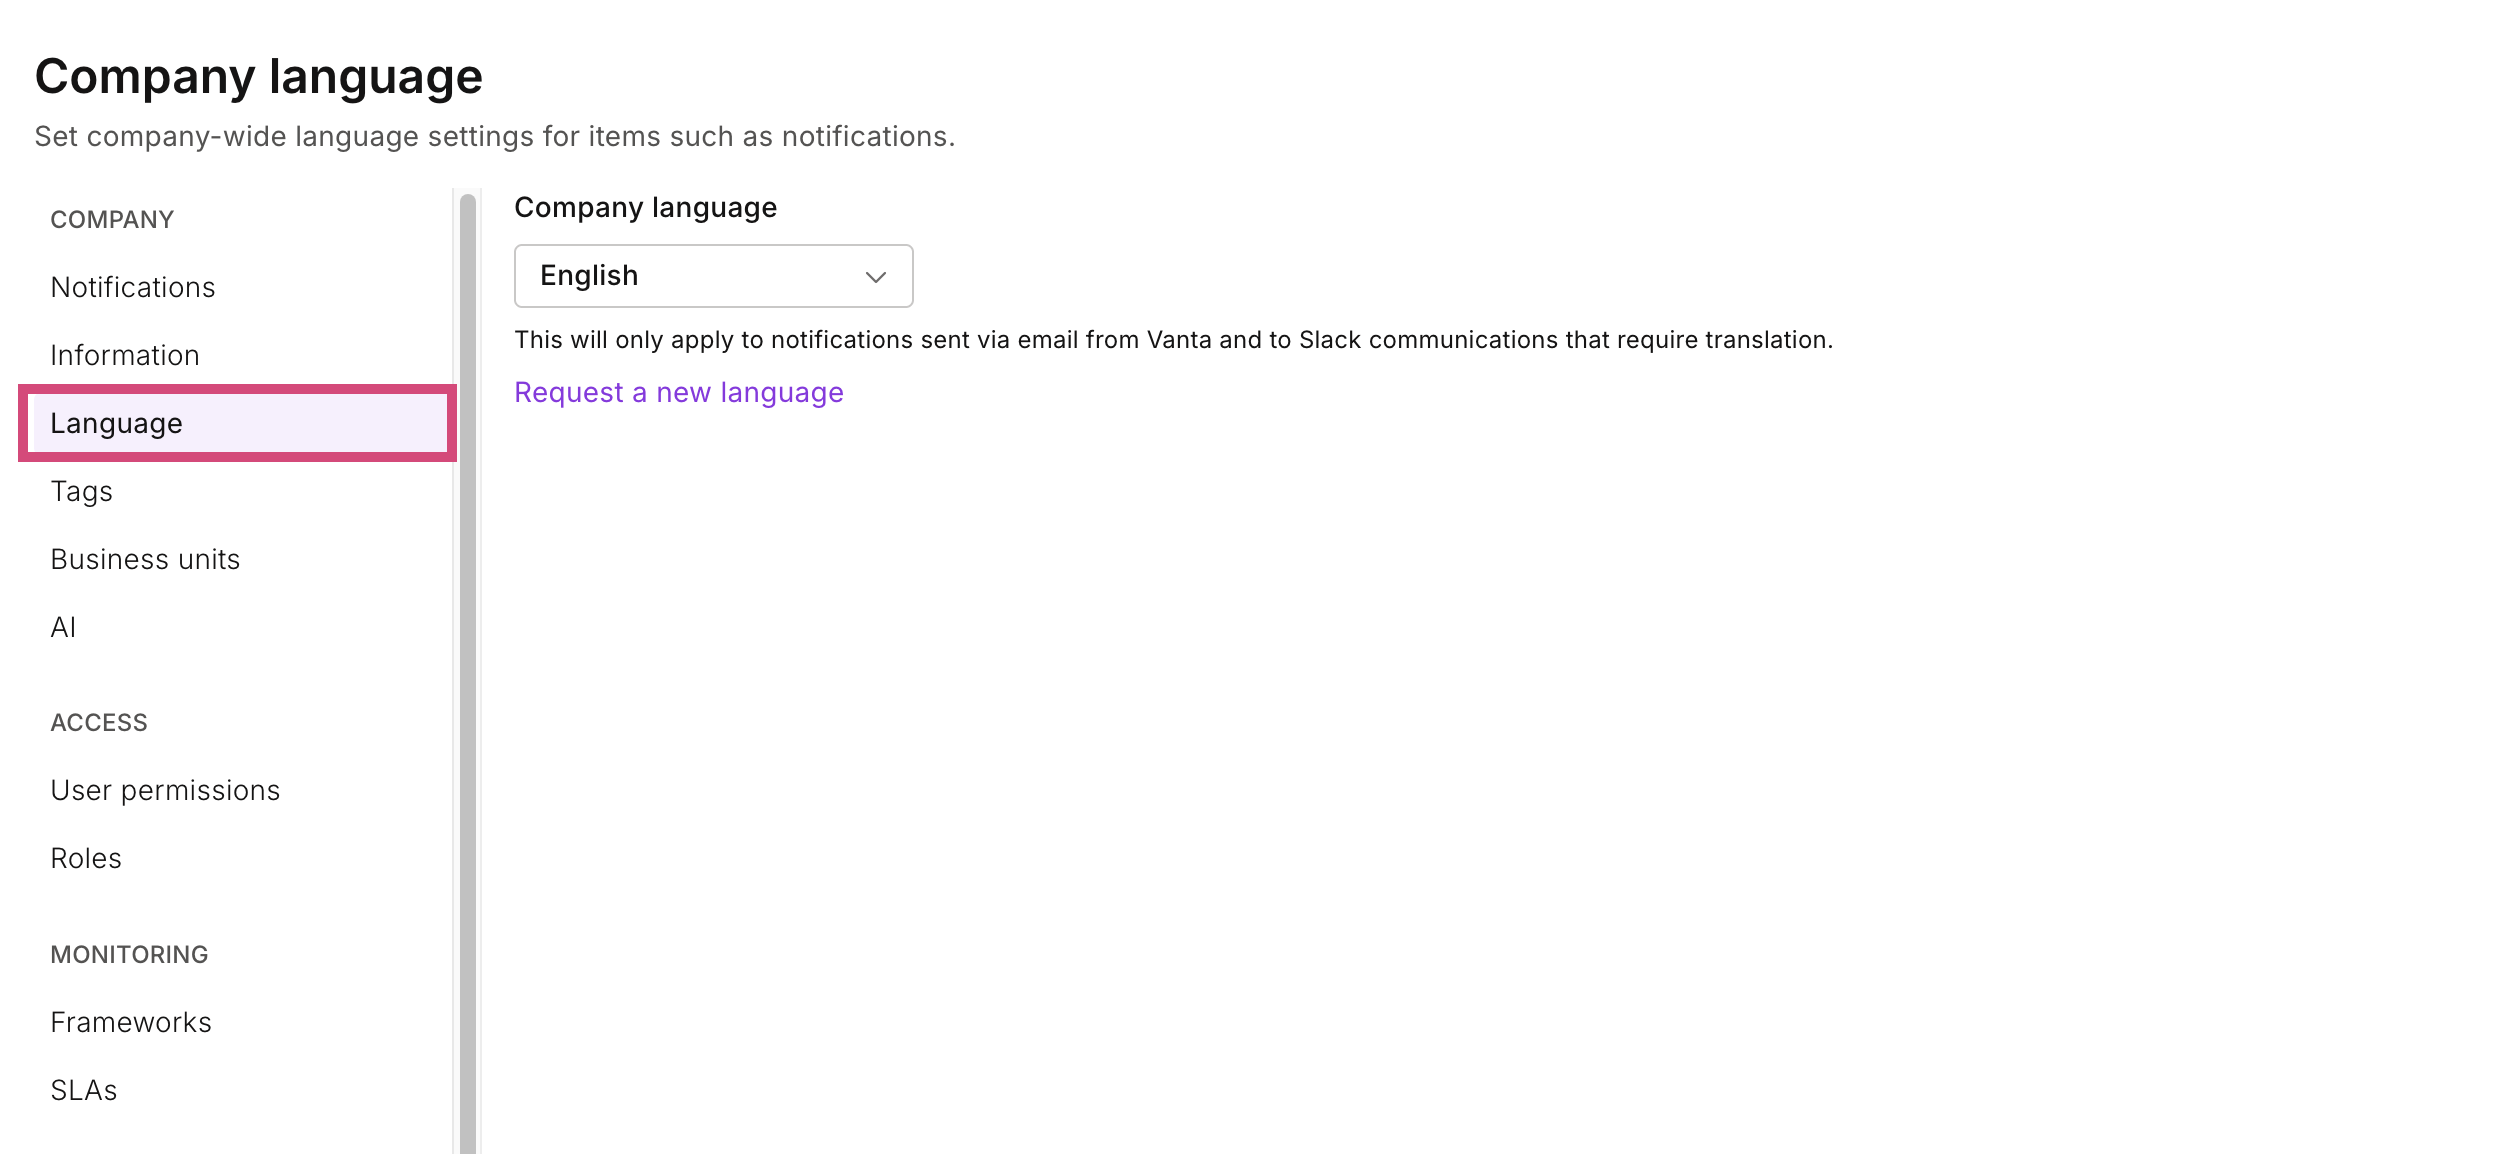 Company language
Set company-wide language settings for items such as notifications.
COMPANY
Notifications
Information
Language
Tags
Business units
AI
ACCESS
User permissions
Roles
MONITORING
Frameworks
SLAs
Company language
English
This will only apply to notifications sent via email from Vanta and to Slack communications that require translation.
Request a new language